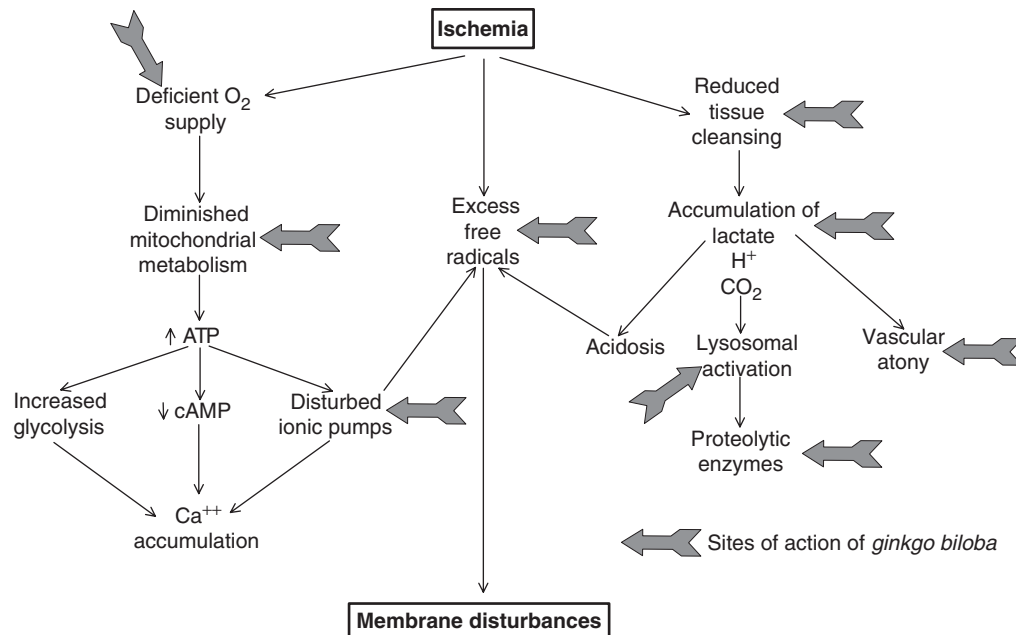 Ischemia
Deficient O₂
supply
Reduced
tissue
cleansing
Diminished
mitochondrial
metabolism
Excess
free
radicals
Accumulation of
lactate
H⁺
CO₂
↑ ATP
Acidosis
Lysosomal
activation
Vascular
atony
Increased
glycolysis
↓ cAMP
Disturbed
ionic pumps
Proteolytic
enzymes
Ca⁺⁺
accumulation
Sites of action of ginkgo biloba
Membrane disturbances